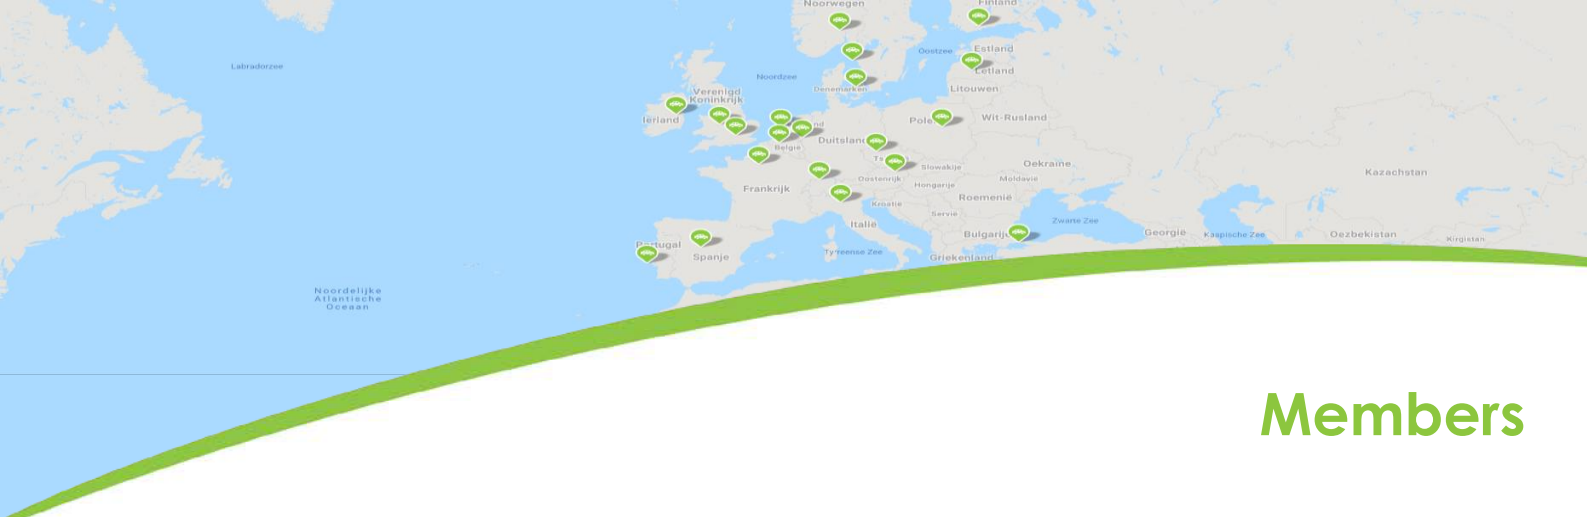 Noorwegen
Finland
Labradorzee
Oostzee
Estland
Letland
Noordzee
Denemarken
Litouwen
Verenigd
Koninkrijk
Ierland
Wit-Rusland
Duitsland
België
Slowakije
Oekraïne
Kazachstan
Oostenrijk
Moldavië
Hongarije
Frankrijk
Roemenië
Kroatië
Servië
Zwarte Zee
Italië
Bulgarije
Georgië
Kaspische Zee
Oezbekistan
Kirgistan
Portugal
Spanje
Tyrreense Zee
Griekenland
Noordelijke
Atlantische
Oceaan
Members